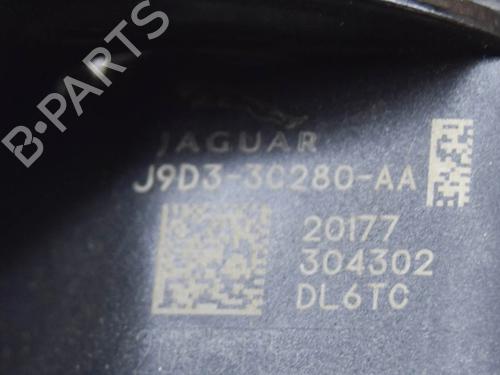 B-Parts
JAGUAR
J9D3-3C280-AA
20177
304302
DL6TC